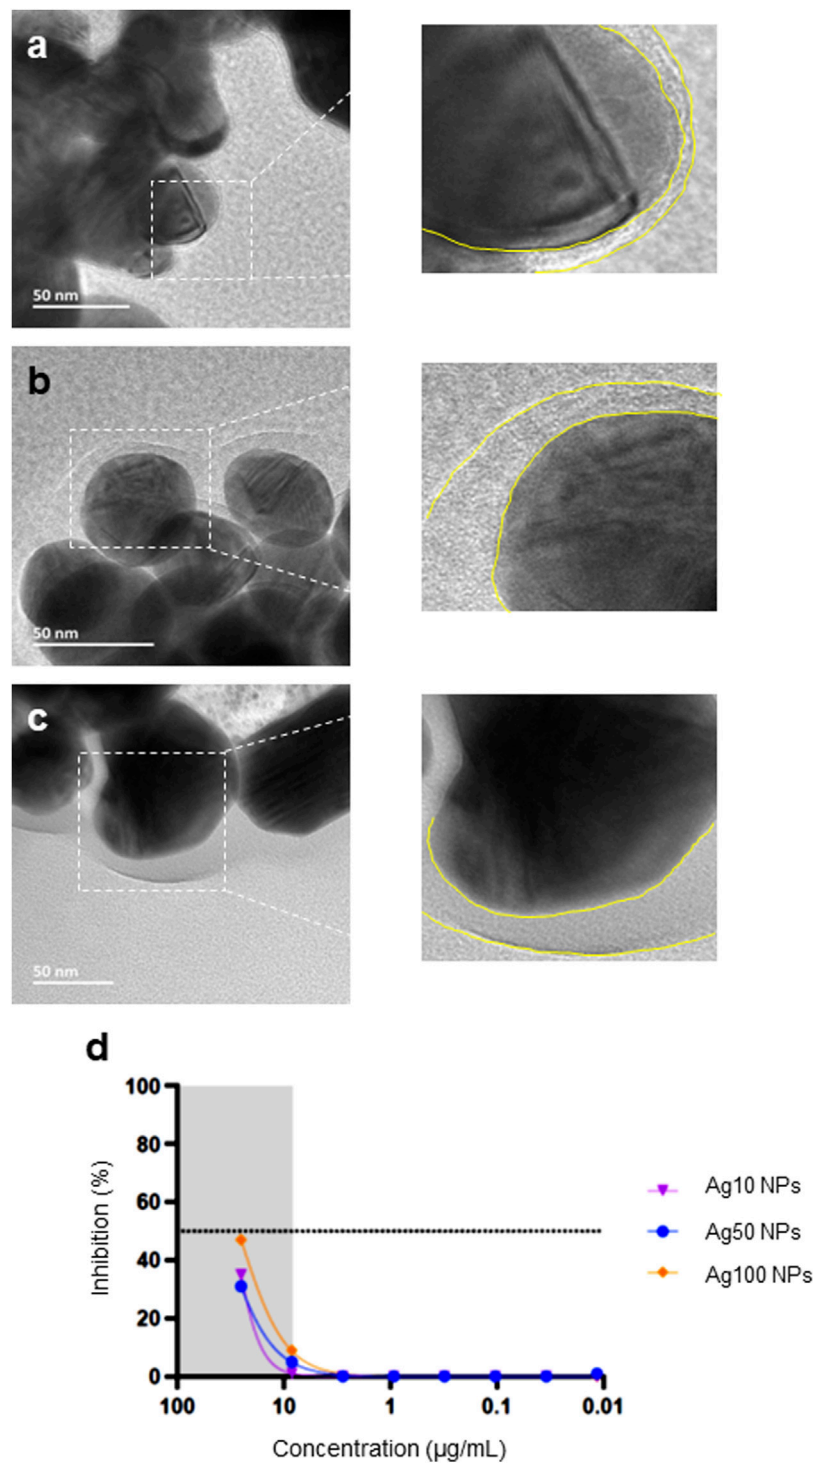 a
50 nm
b
50 nm
c
50 nm
d
100
80
60
40
20
0
Inhibition (%)
100
10
1
0.1
0.01
Concentration (µg/mL)
Ag10 NPs
Ag50 NPs
Ag100 NPs